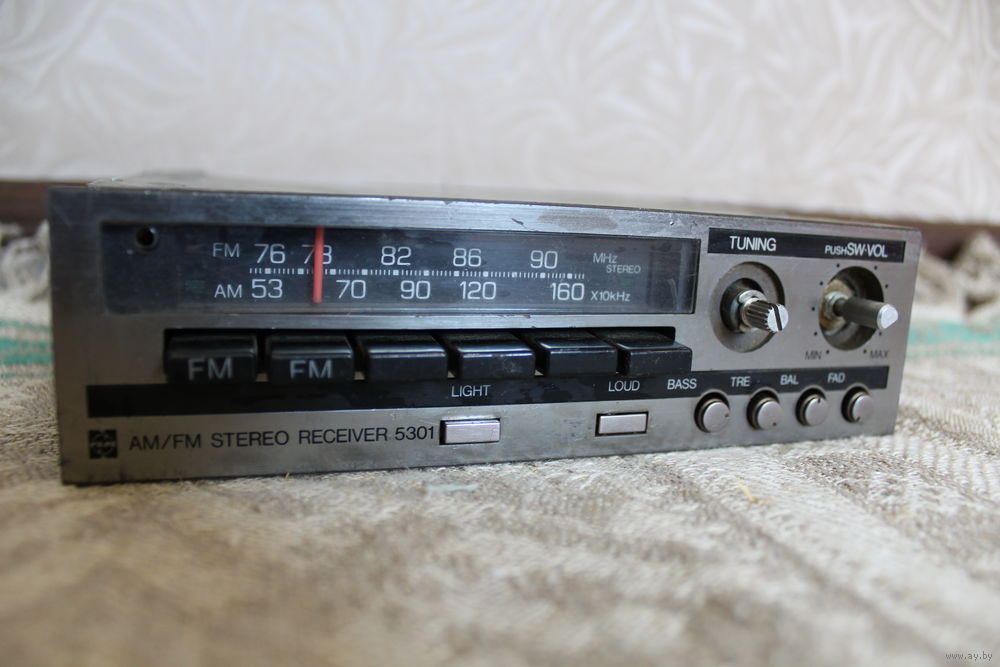 FM 76 78 82 86 90 MHz
STEREO
AM 53 70 90 120 160 X10kHz
TUNING PUSH SW·VOL
MIN MAX
FM FM
LIGHT LOUD BASS TRE BAL FAD
AM/FM STEREO RECEIVER 5301
www.ay.by